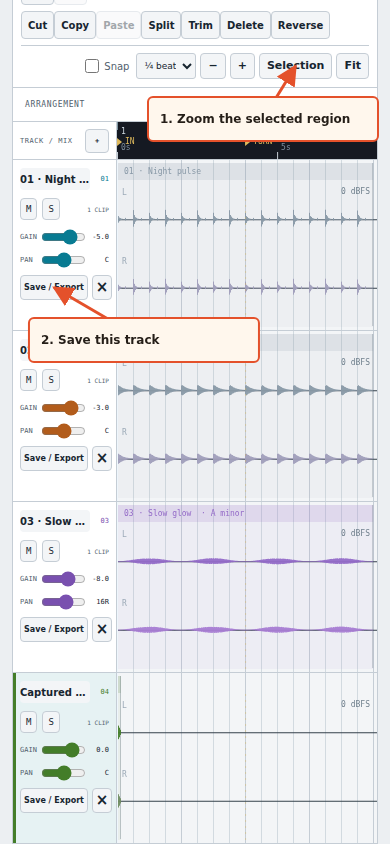 Cut Copy Paste Split Trim Delete Reverse
Snap ¼ beat − + Selection Fit
ARRANGEMENT
1. Zoom the selected region
TRACK / MIX +
1
IN
0s 5s
01 · Night ... 01
01 · Night pulse
M S 1 CLIP
L 0 dBFS
GAIN -5.0
PAN C
R
Save / Export ×
2. Save this track
L 0 dBFS
M S 1 CLIP
GAIN -3.0
PAN C
R
Save / Export ×
03 · Slow ... 03
03 · Slow glow · A minor
M S 1 CLIP
L 0 dBFS
GAIN -8.0
PAN 16R
R
Save / Export ×
Captured ... 04
M S 1 CLIP
L 0 dBFS
GAIN 0.0
PAN C
R
Save / Export ×